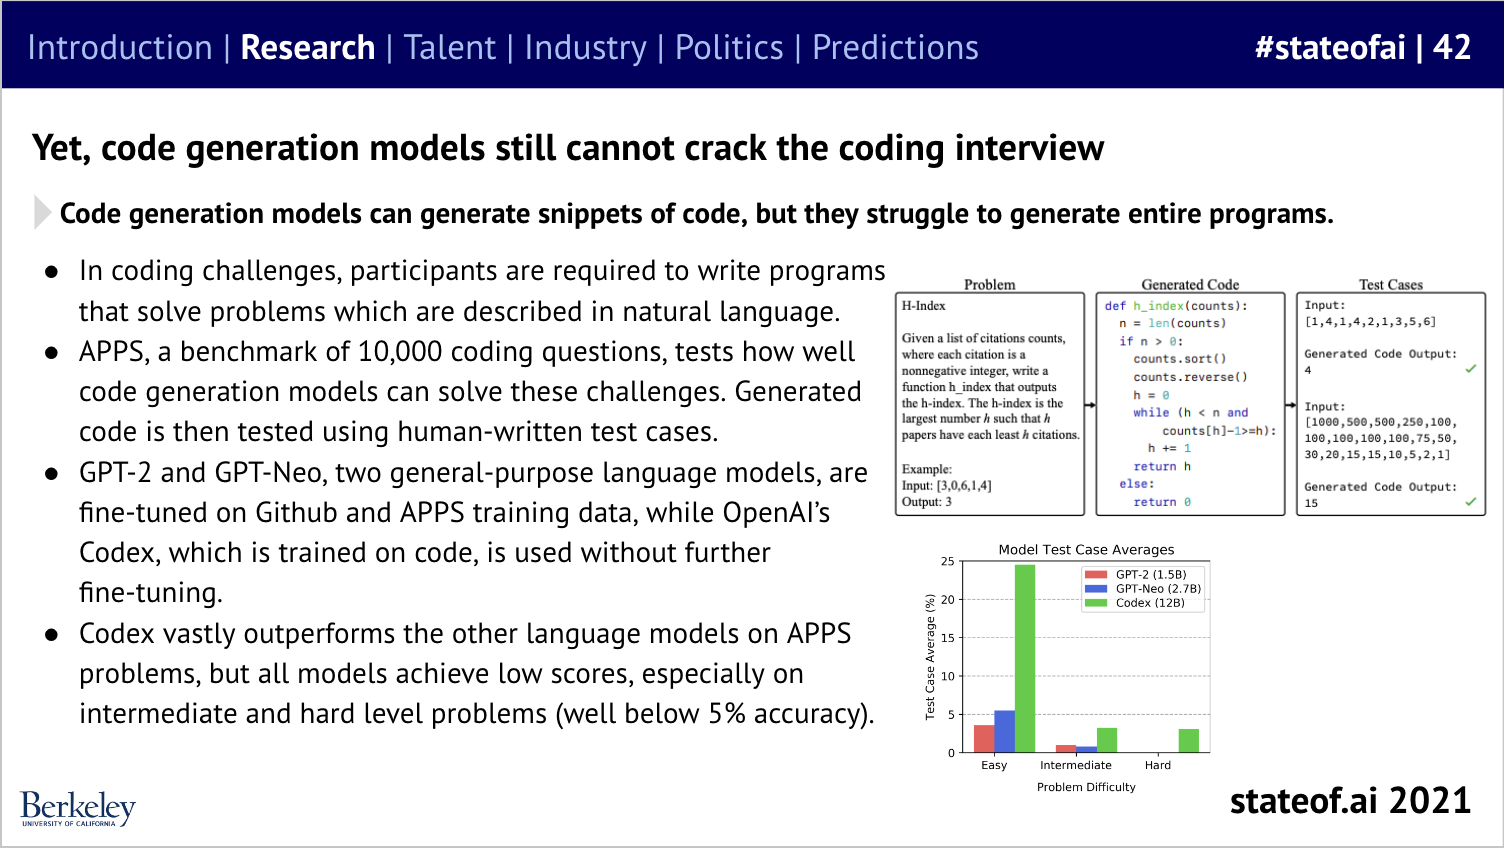 Introduction | Research | Talent | Industry | Politics | Predictions
#stateofai | 42
Yet, code generation models still cannot crack the coding interview
Code generation models can generate snippets of code, but they struggle to generate entire programs.
● In coding challenges, participants are required to write programs
that solve problems which are described in natural language.
● APPS, a benchmark of 10,000 coding questions, tests how well
code generation models can solve these challenges. Generated
code is then tested using human-written test cases.
● GPT-2 and GPT-Neo, two general-purpose language models, are
fine-tuned on Github and APPS training data, while OpenAI’s
Codex, which is trained on code, is used without further
fine-tuning.
● Codex vastly outperforms the other language models on APPS
problems, but all models achieve low scores, especially on
intermediate and hard level problems (well below 5% accuracy).
Problem
H-Index
Given a list of citations counts,
where each citation is a
nonnegative integer, write a
function h_index that outputs
the h-index. The h-index is the
largest number h such that h
papers have each least h citations.
Example:
Input: [3,0,6,1,4]
Output: 3
Generated Code
def h_index(counts):
n = len(counts)
if n > 0:
counts.sort()
counts.reverse()
h = 0
while (h < n and
counts[h]-1>=h):
h += 1
return h
else:
return 0
Test Cases
Input:
[1,4,1,4,2,1,3,5,6]
Generated Code Output:
4
Input:
[1000,500,500,250,100,
100,100,100,100,75,50,
30,20,15,15,10,5,2,1]
Generated Code Output:
15
Model Test Case Averages
Test Case Average (%)
25
20
15
10
5
0
GPT-2 (1.5B)
GPT-Neo (2.7B)
Codex (12B)
Easy
Intermediate
Hard
Problem Difficulty
Berkeley
UNIVERSITY OF CALIFORNIA
stateof.ai 2021